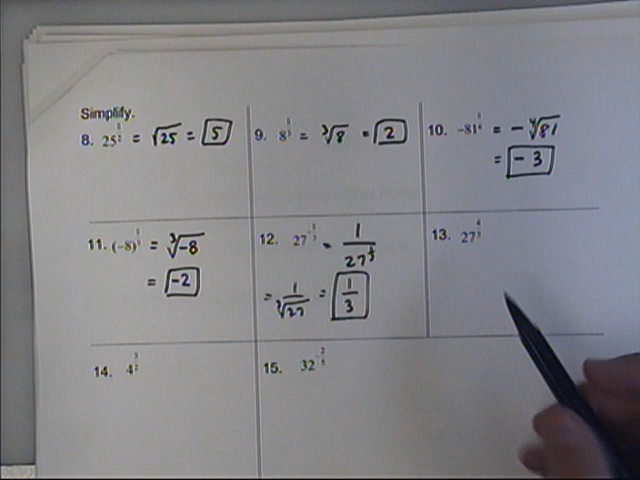 Simplify.
8. 25^{1/2} = √25 = 5
9. 8^{1/3} = ∛8 = 2
10. -81^{1/4} = -∜81
= -3
11. (-8)^{1/3} = ∛-8
= -2
12. 27^{-1/3} = 1/27^{1/3}
= 1/∛27 = 1/3
13. 27^{4/3}
14. 4^{3/2}
15. 32^{-2/5}